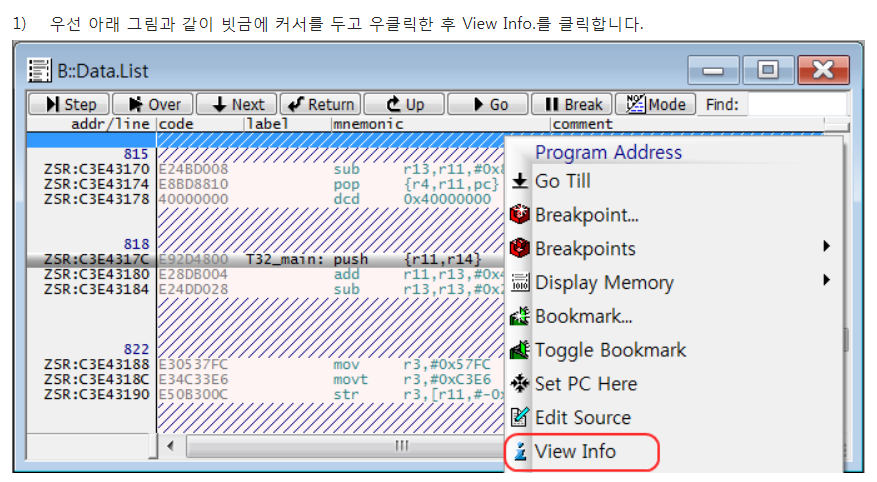 1) 우선 아래 그림과 같이 빗금에 커서를 두고 우클릭한 후 View Info.를 클릭합니다.
B::Data.List
Step Over Next Return Up Go Break Mode Find:
addr/line code label mnemonic comment
815
ZSR:C3E43170 E24BD008 sub r13,r11,#0x8
ZSR:C3E43174 E8BD8810 pop {r4,r11,pc}
ZSR:C3E43178 40000000 dcd 0x40000000
818
ZSR:C3E4317C E92D4800 T32_main: push {r11,r14}
ZSR:C3E43180 E28DB004 add r11,r13,#0x4
ZSR:C3E43184 E24DD028 sub r13,r13,#0x2
822
ZSR:C3E43188 E30537FC mov r3,#0x57FC
ZSR:C3E4318C E34C33E6 movt r3,#0xC3E6
ZSR:C3E43190 E50B300C str r3,[r11,#-0x
Program Address
Go Till
Breakpoint...
Breakpoints
Display Memory
Bookmark...
Toggle Bookmark
Set PC Here
Edit Source
View Info